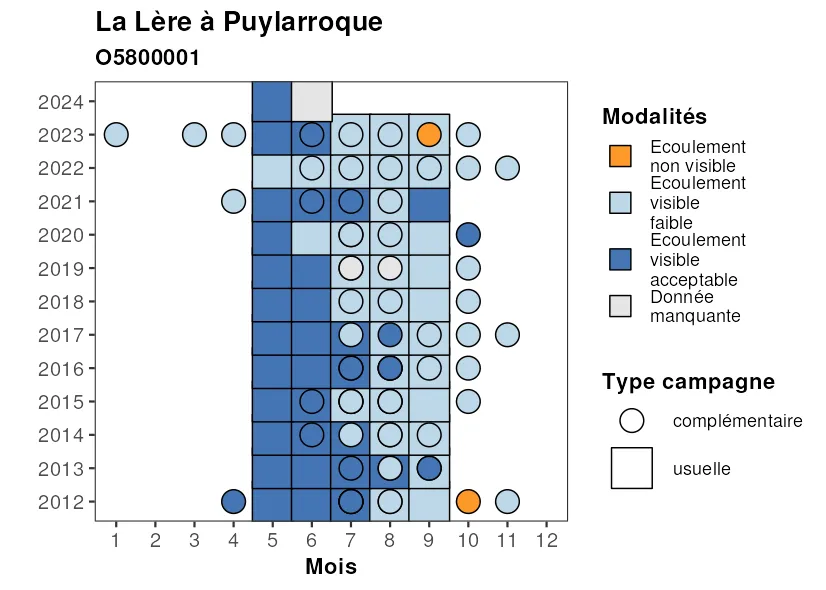 La Lère à Puylarroque
O5800001
2024
2023
2022
2021
2020
2019
2018
2017
2016
2015
2014
2013
2012
1 2 3 4 5 6 7 8 9 10 11 12
Mois
Modalités
Ecoulement
non visible
Ecoulement
visible
faible
Ecoulement
visible
acceptable
Donnée
manquante
Type campagne
complémentaire
usuelle